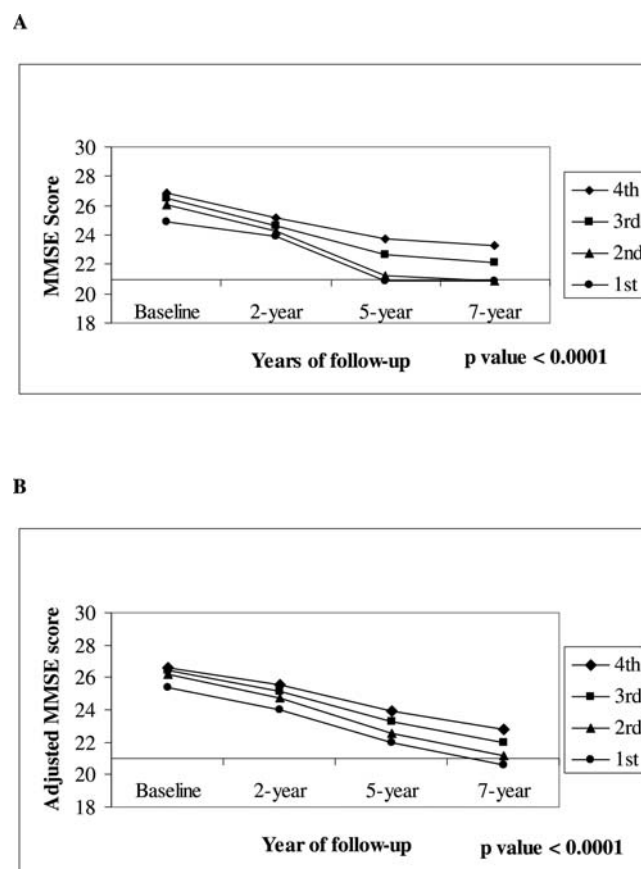 A
30
28
26
24
22
20
18
MMSE Score
Baseline
2-year
5-year
7-year
Years of follow-up
p value < 0.0001
4th
3rd
2nd
1st
B
30
28
26
24
22
20
18
Adjusted MMSE score
Baseline
2-year
5-year
7-year
Year of follow-up
p value < 0.0001
4th
3rd
2rd
1st